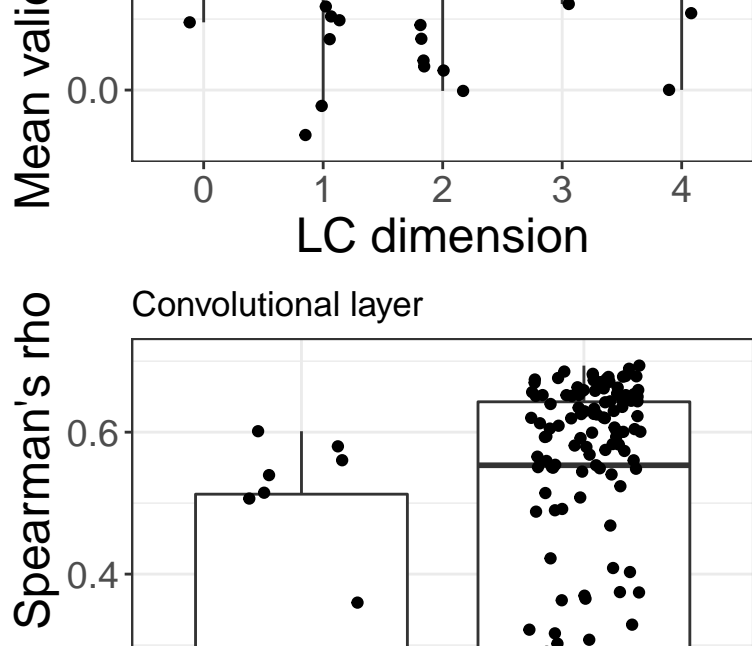 Mean valid
0.0
0 1 2 3 4
LC dimension
Convolutional layer
Spearman's rho
0.6
0.4